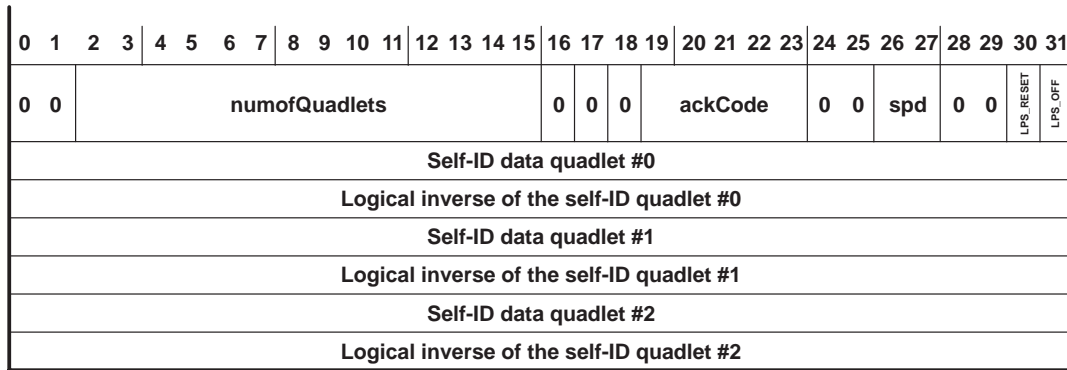 0 1 2 3 4 5 6 7 8 9 10 11 12 13 14 15 16 17 18 19 20 21 22 23 24 25 26 27 28 29 30 31
0 0 numofQuadlets 0 0 0 ackCode 0 0 spd 0 0 LPS_RESET LPS_OFF
Self-ID data quadlet #0
Logical inverse of the self-ID quadlet #0
Self-ID data quadlet #1
Logical inverse of the self-ID quadlet #1
Self-ID data quadlet #2
Logical inverse of the self-ID quadlet #2